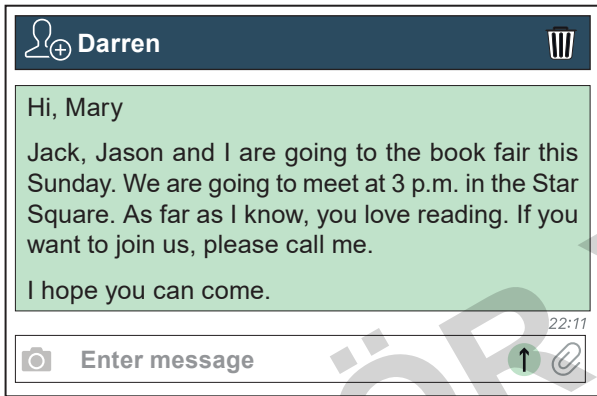 Darren
Hi, Mary
Jack, Jason and I are going to the book fair this
Sunday. We are going to meet at 3 p.m. in the Star
Square. As far as I know, you love reading. If you
want to join us, please call me.
I hope you can come.
22:11
Enter message
ÖR